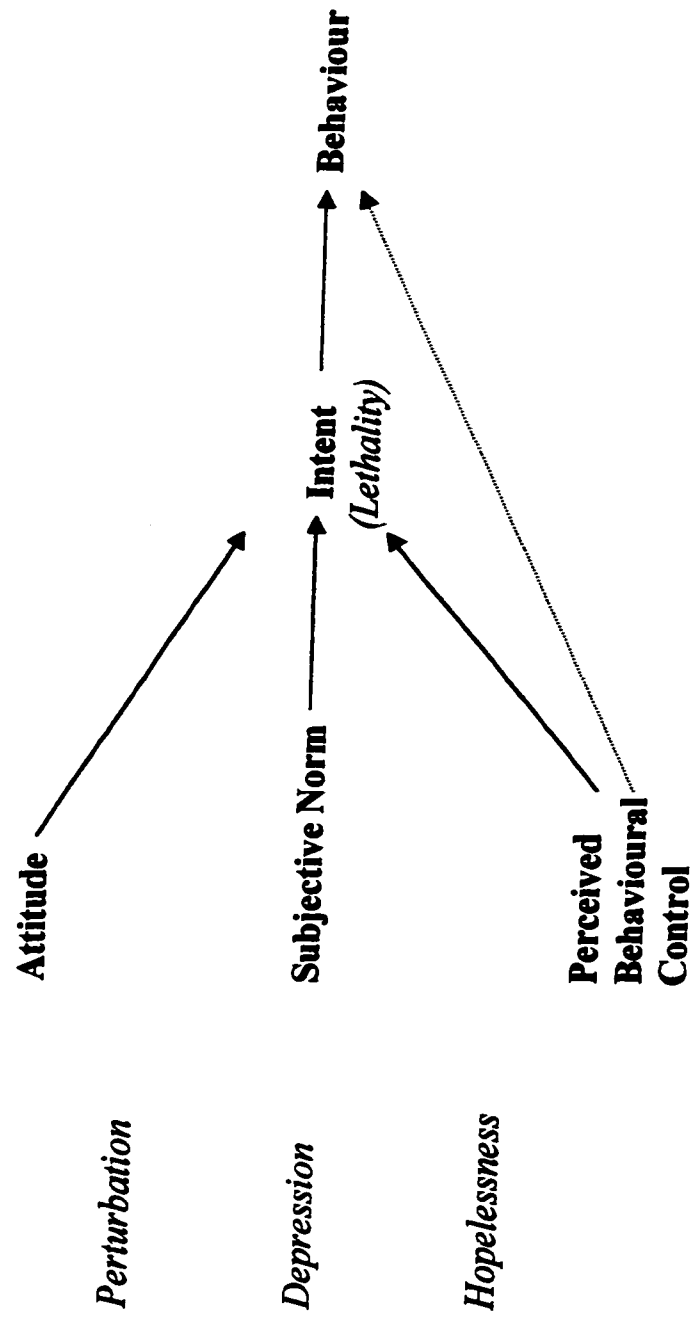 Perturbation
Depression
Hopelessness
Attitude
Subjective Norm
Perceived
Behavioural
Control
Intent
(Lethality)
Behaviour